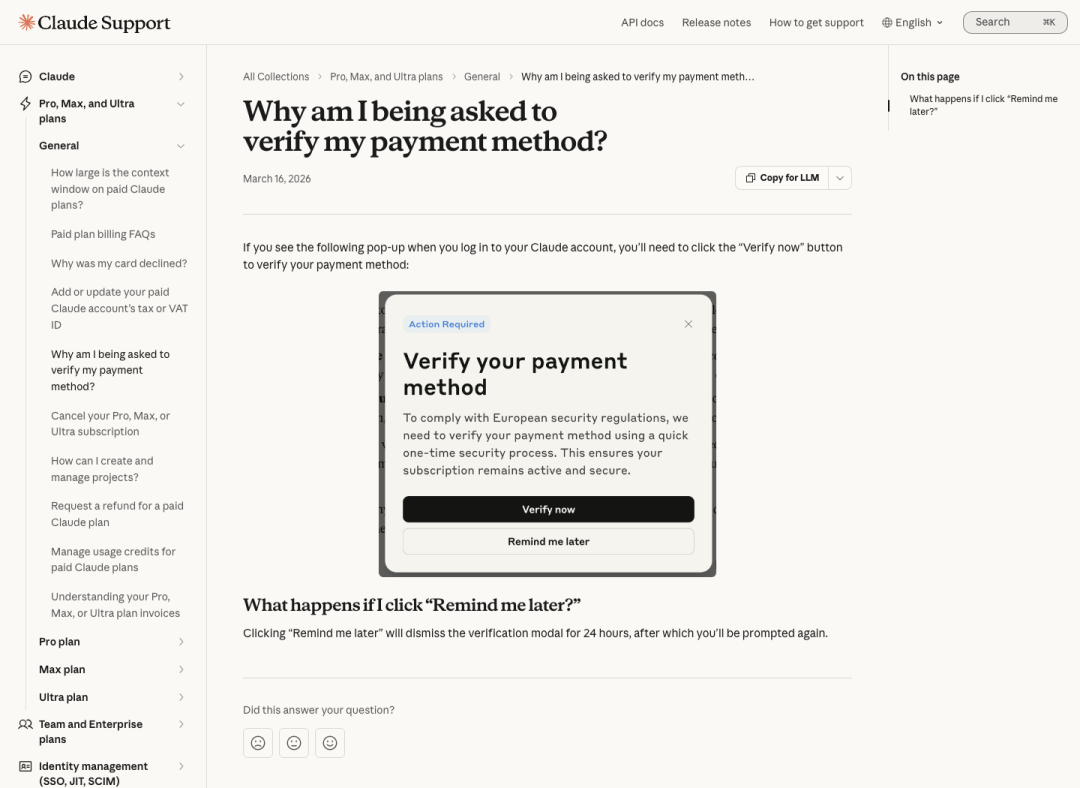 Claude Support
API docs
Release notes
How to get support
English
Search
⌘K
Claude
Pro, Max, and Ultra
plans
General
How large is the context
window on paid Claude
plans?
Paid plan billing FAQs
Why was my card declined?
Add or update your paid
Claude account's tax or VAT
ID
Why am I being asked to
verify my payment
method?
Cancel your Pro, Max, or
Ultra subscription
How can I create and
manage projects?
Request a refund for a paid
Claude plan
Manage usage credits for
paid Claude plans
Understanding your Pro,
Max, or Ultra plan invoices
Pro plan
Max plan
Ultra plan
Team and Enterprise
plans
Identity management
(SSO, JIT, SCIM)
All Collections
Pro, Max, and Ultra plans
General
Why am I being asked to verify my payment meth…
Why am I being asked to
verify my payment method?
March 16, 2026
Copy for LLM
If you see the following pop-up when you log in to your Claude account, you'll need to click the “Verify now” button
to verify your payment method:
Action Required
Verify your payment
method
To comply with European security regulations, we
need to verify your payment method using a quick
one-time security process. This ensures your
subscription remains active and secure.
Verify now
Remind me later
What happens if I click “Remind me later?”
Clicking “Remind me later” will dismiss the verification modal for 24 hours, after which you'll be prompted again.
Did this answer your question?
On this page
What happens if I click “Remind me
later?”